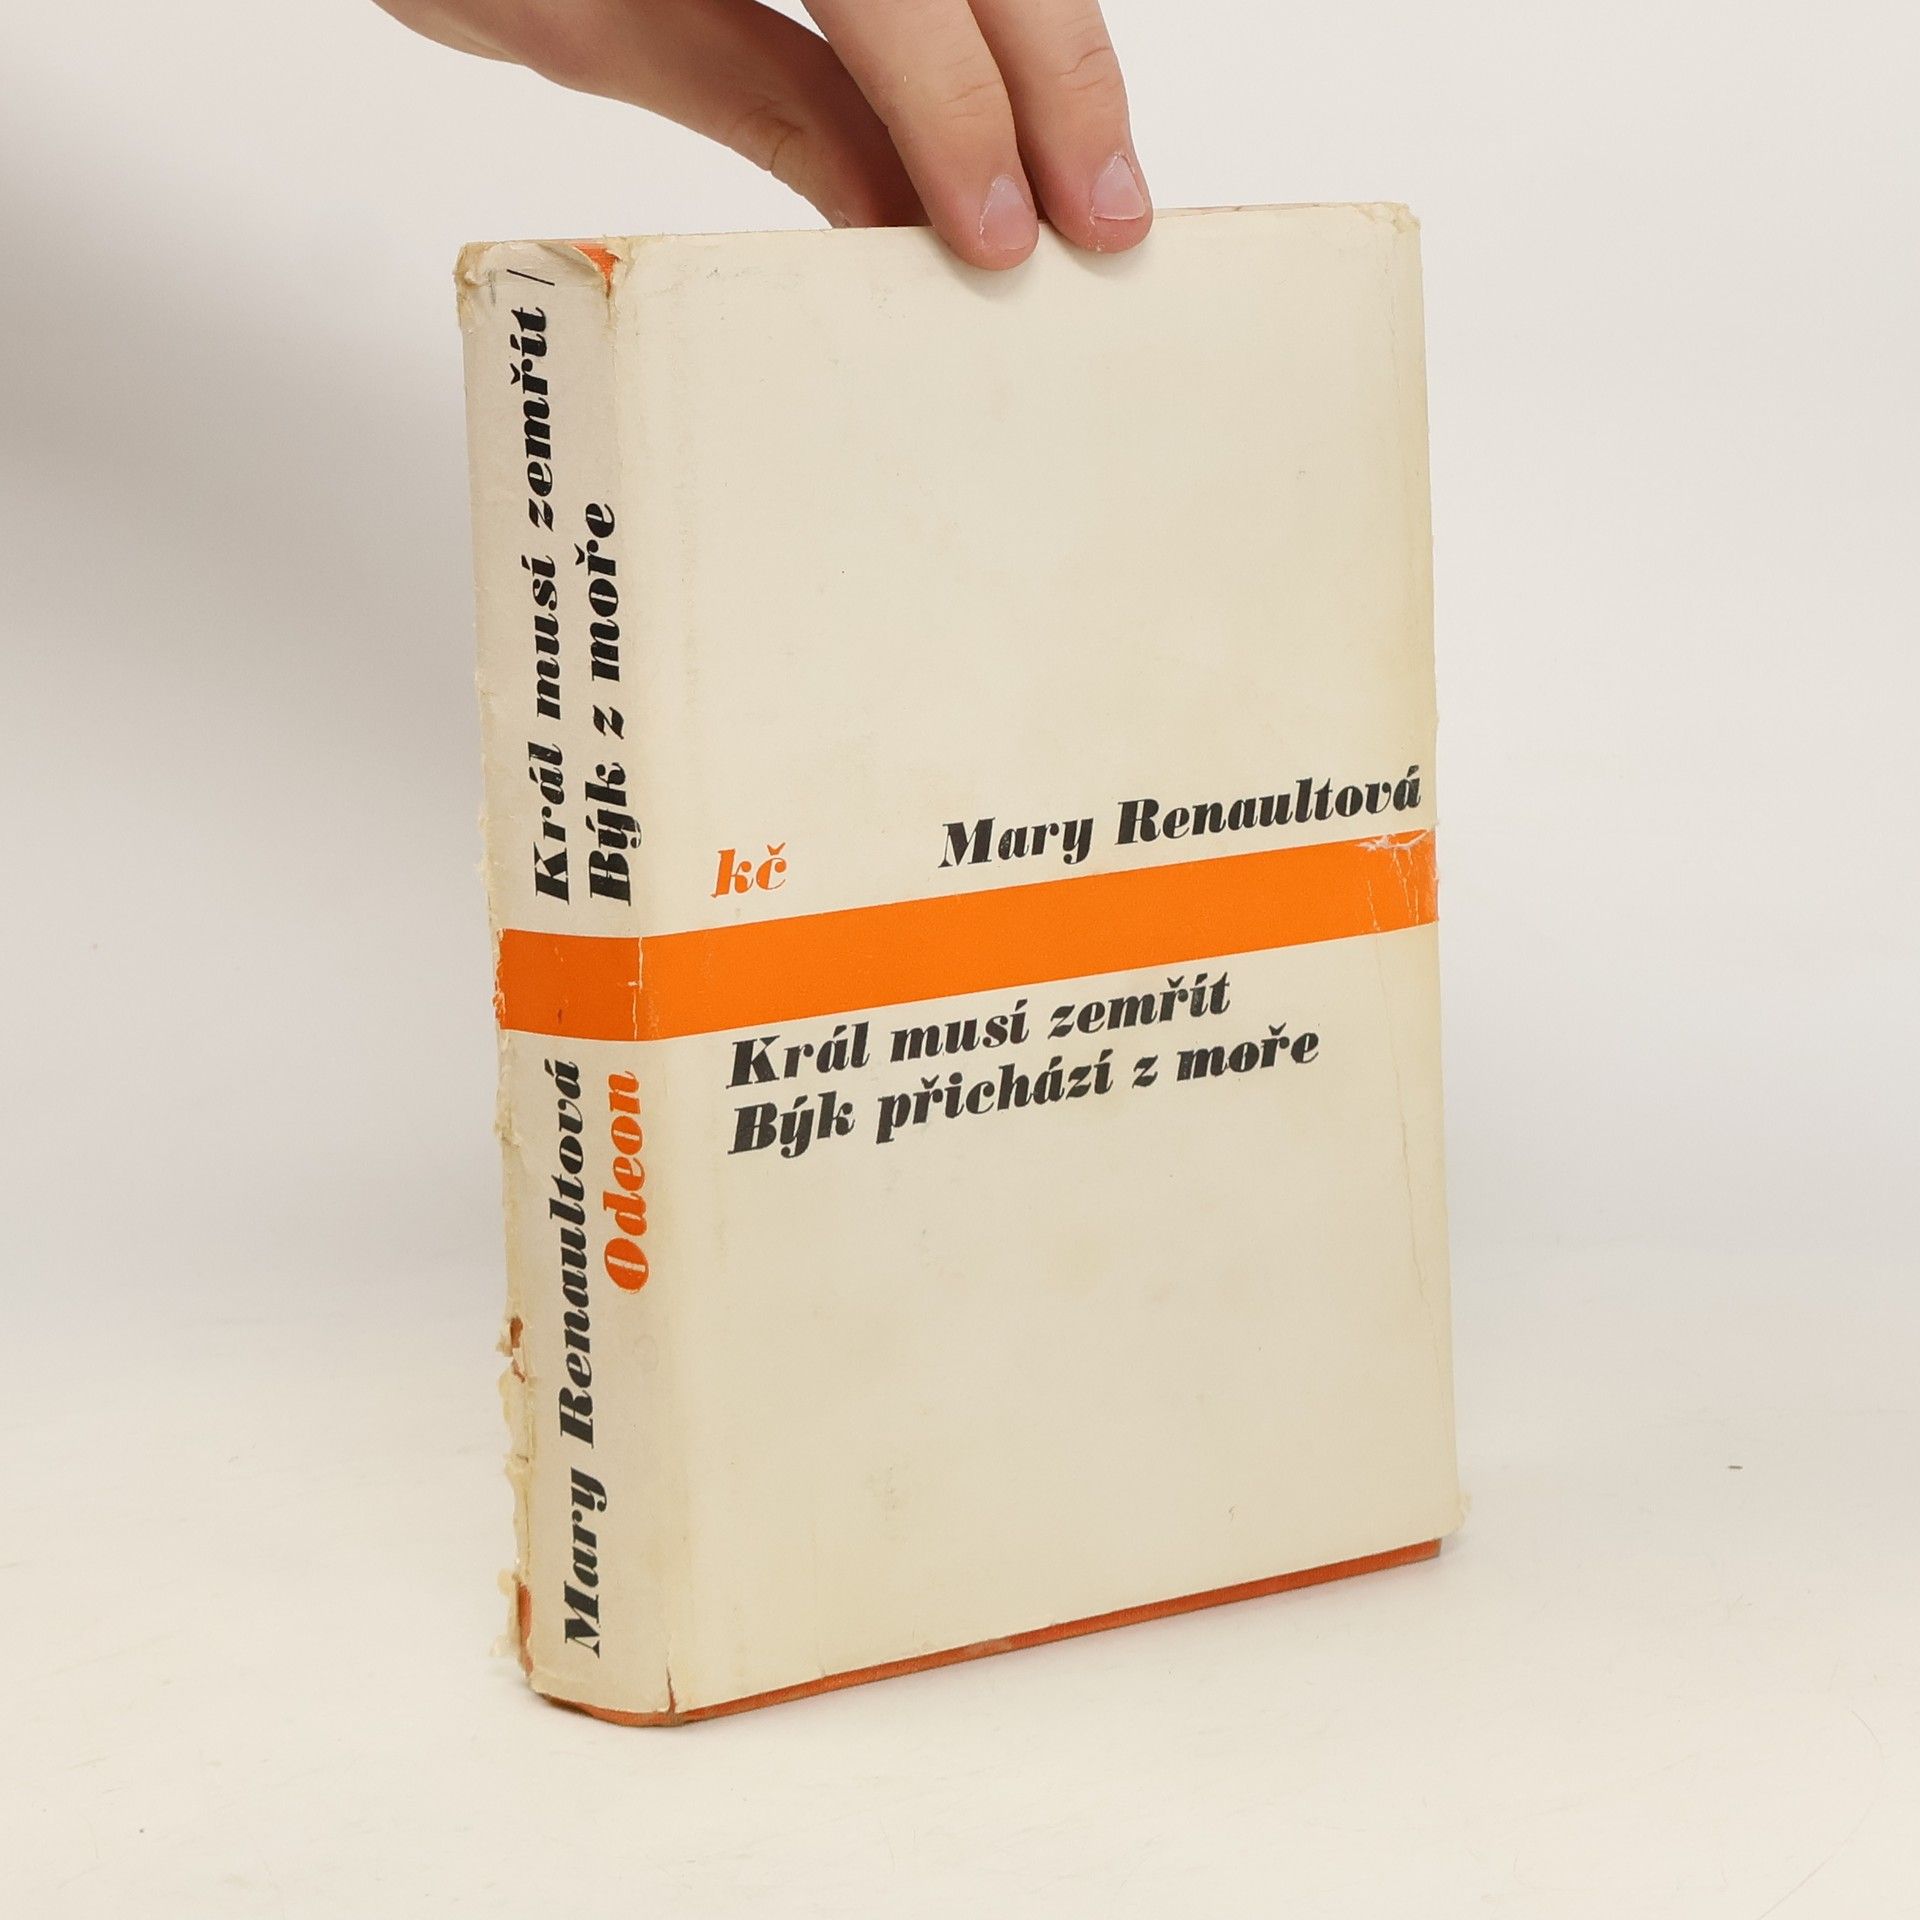 Král musí zemřít /
Býk z moře
Mary Renaultová
Odeon
Mary Renaultová
kč
Král musí zemřít
Býk přichází z moře